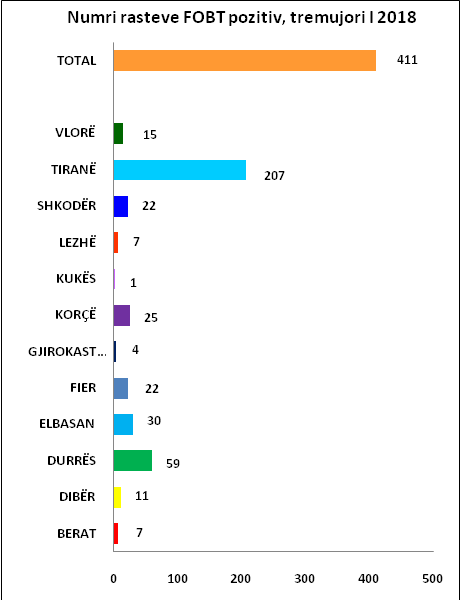 Numri rasteve FOBT pozitiv, tremujori I 2018
TOTAL 411
VLORË 15
TIRANË 207
SHKODËR 22
LEZHË 7
KUKËS 1
KORÇË 25
GJIROKAST... 4
FIER 22
ELBASAN 30
DURRËS 59
DIBËR 11
BERAT 7
0 100 200 300 400 500